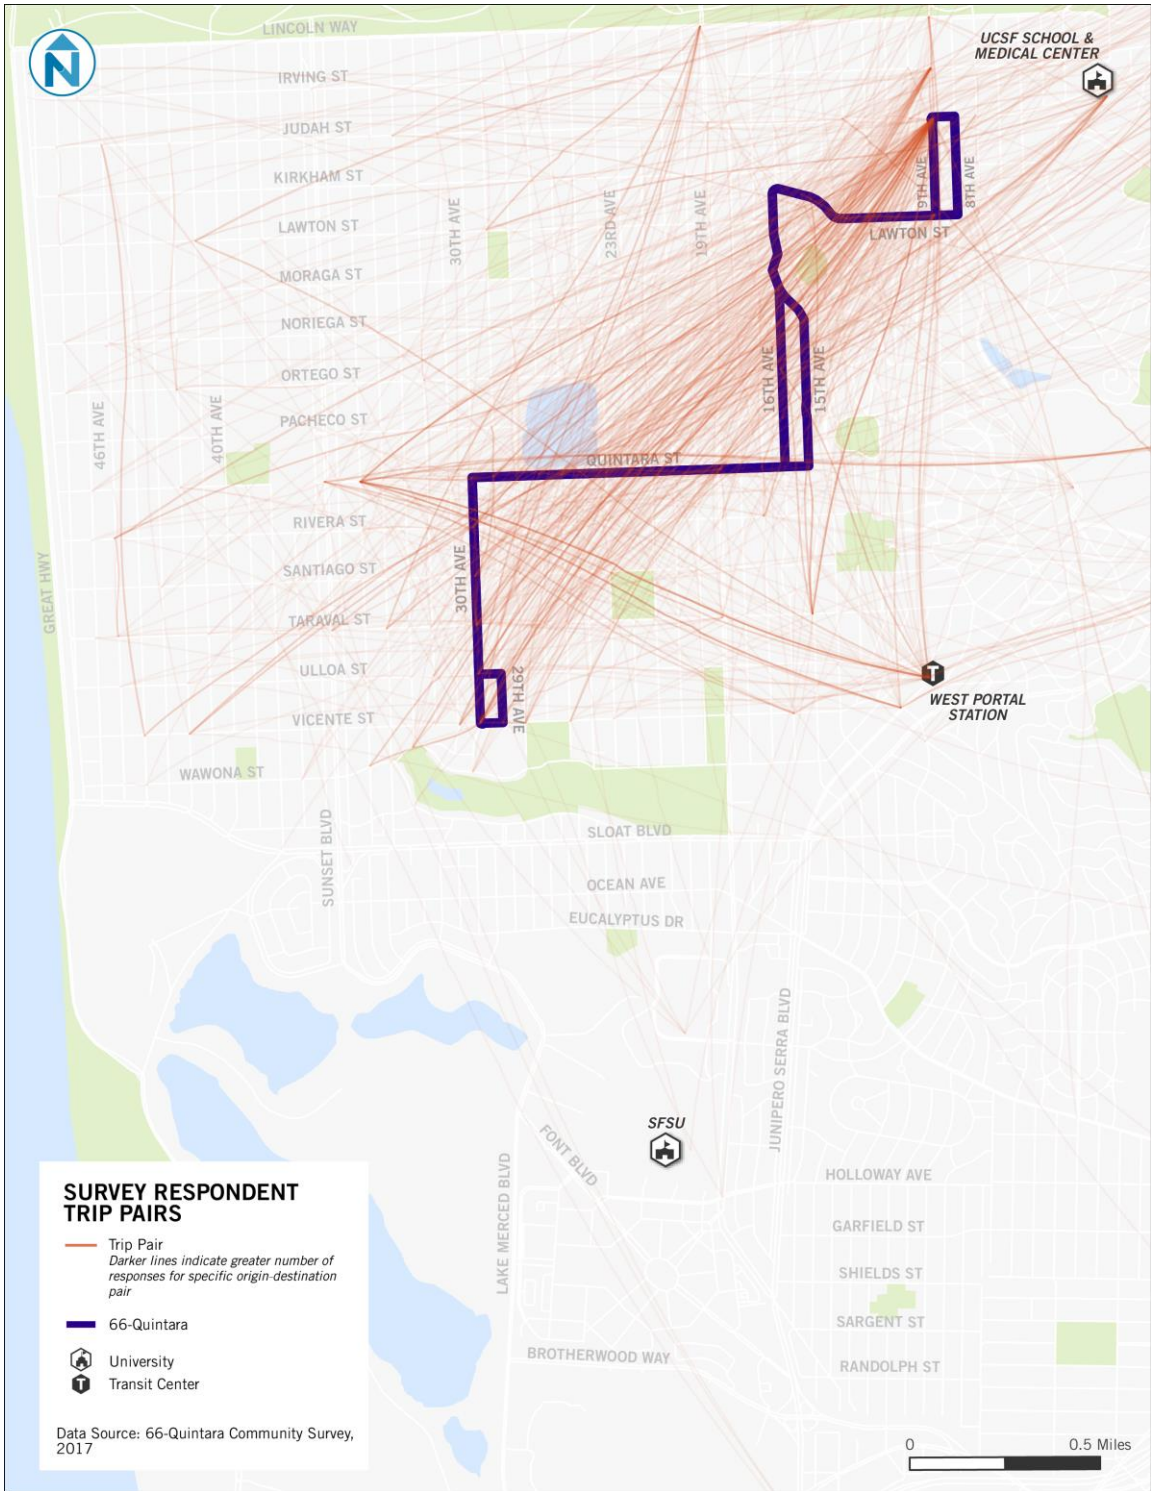 LINCOLN WAY
UCSF SCHOOL &
MEDICAL CENTER
N
IRVING ST
JUDAH ST
KIRKHAM ST
9TH AVE
8TH AVE
LAWTON ST
30TH AVE
23RD AVE
19TH AVE
LAWTON ST
MORAGA ST
NORIEGA ST
ORTEGO ST
16TH AVE
15TH AVE
46TH AVE
40TH AVE
PACHECO ST
QUINTARA ST
RIVERA ST
GREAT HWY
SANTIAGO ST
30TH AVE
TARAVAL ST
ULLOA ST
29TH AVE
T
WEST PORTAL
STATION
VICENTE ST
WAWONA ST
SUNSET BLVD
SLOAT BLVD
OCEAN AVE
EUCALYPTUS DR
JUNIPERO SERRA BLVD
SFSU
FONT BLVD
LAKE MERCED BLVD
HOLLOWAY AVE
GARFIELD ST
SHIELDS ST
SARGENT ST
BROTHERWOOD WAY
RANDOLPH ST
SURVEY RESPONDENT
TRIP PAIRS
Trip Pair
Darker lines indicate greater number of
responses for specific origin-destination
pair
66-Quintara
University
T
Transit Center
Data Source: 66-Quintara Community Survey,
2017
0
0.5 Miles